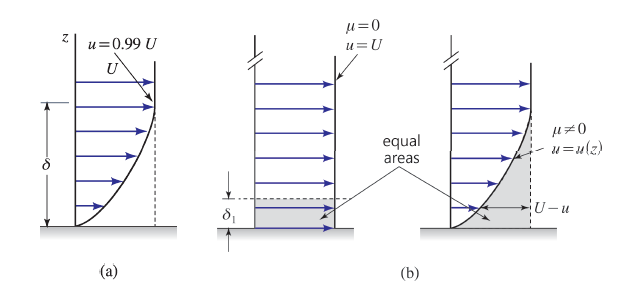 z
u=0.99 U
U
δ
(a)
μ=0
u=U
δ₁
equal
areas
μ≠0
u=u(z)
U−u
(b)